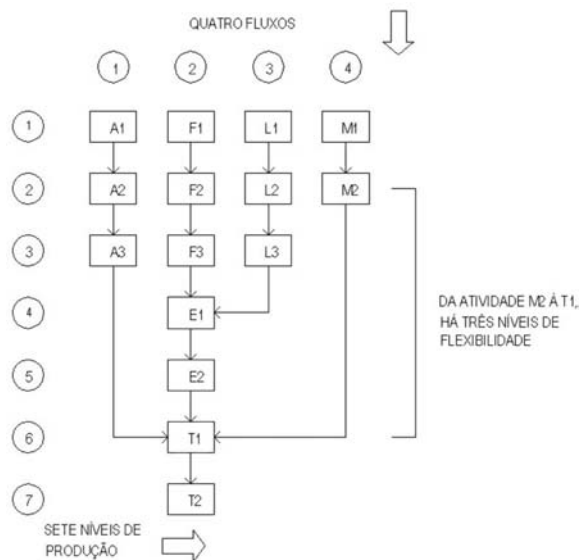 QUATRO FLUXOS
1 2 3 4
1 A1 F1 L1 M1
2 A2 F2 L2 M2
3 A3 F3 L3
DA ATIVIDADE M2 À T1,
HÁ TRÊS NÍVEIS DE
FLEXIBILIDADE
4 E1
5 E2
6 T1
7 T2
SETE NÍVEIS DE
PRODUÇÃO